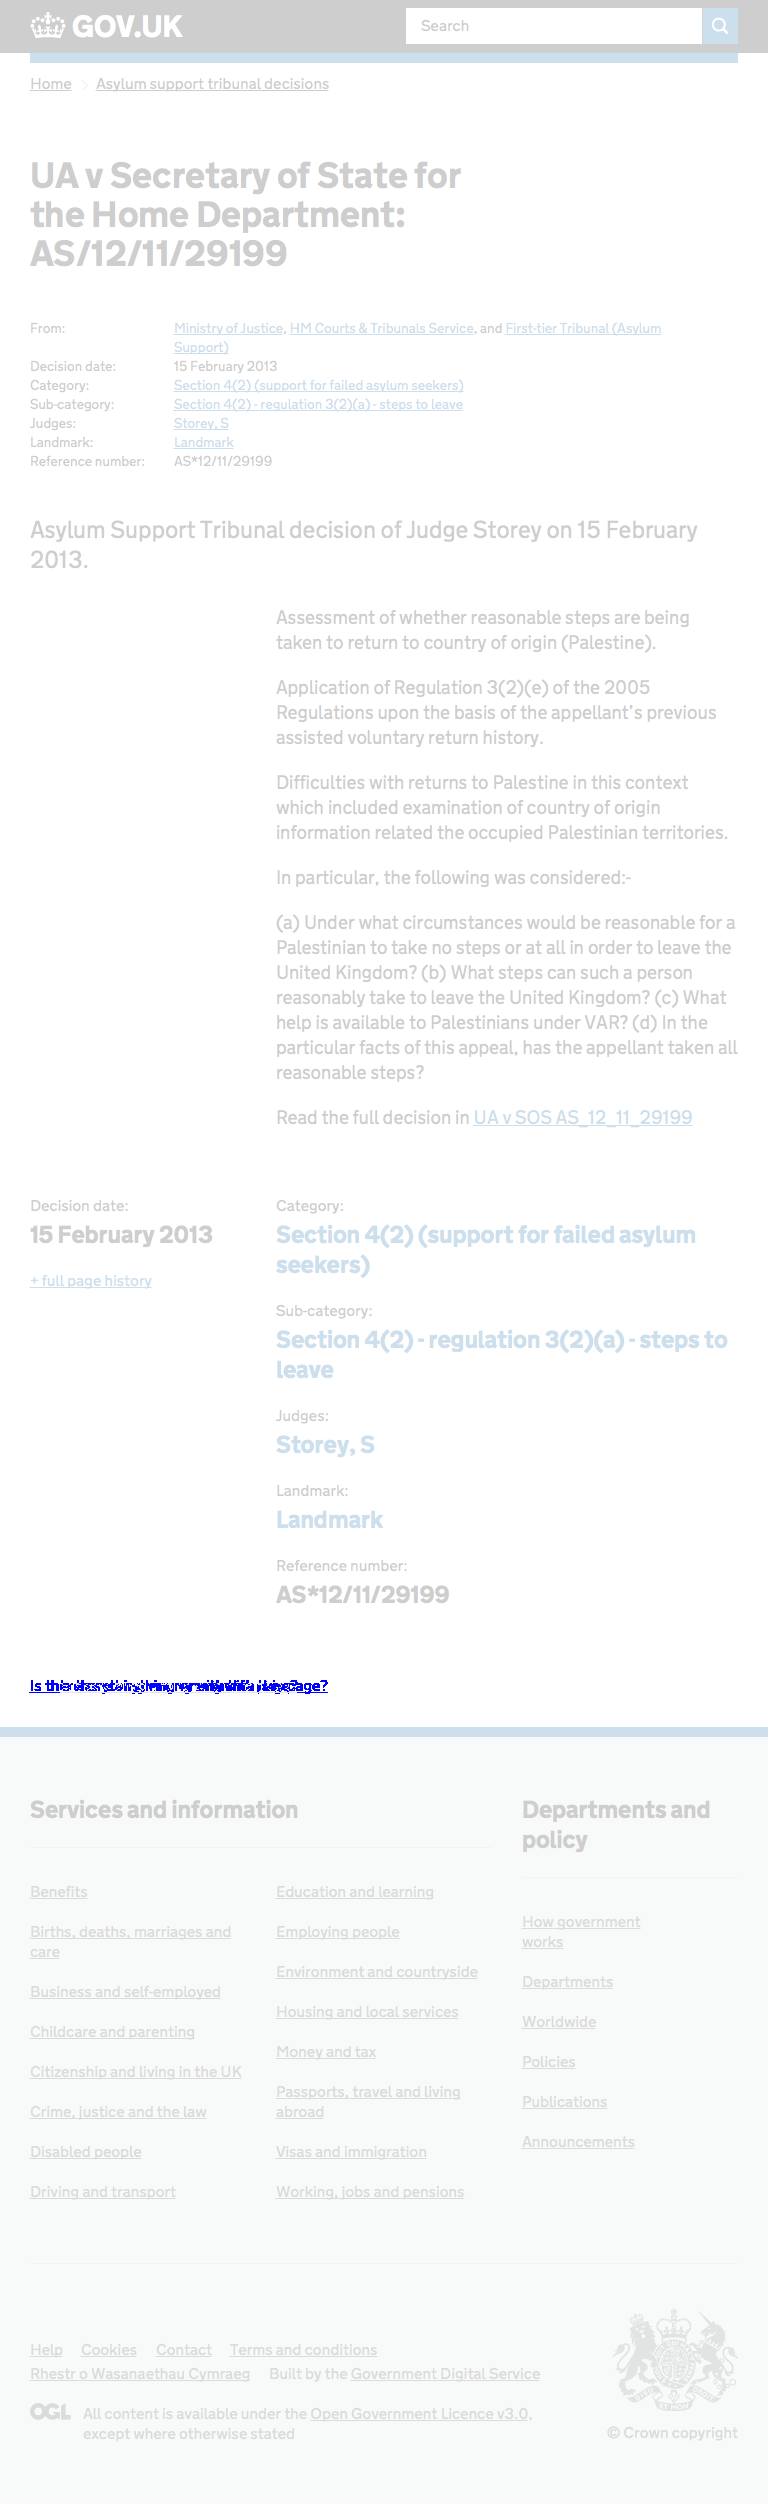 GOV.UK
Search
Home
Asylum support tribunal decisions
UA v Secretary of State for
the Home Department:
AS/12/11/29199
From: Ministry of Justice, HM Courts & Tribunals Service, and First-tier Tribunal (Asylum
Support)
Decision date: 15 February 2013
Category: Section 4(2) (support for failed asylum seekers)
Sub-category: Section 4(2) - regulation 3(2)(a) - steps to leave
Judges: Storey, S
Landmark: Landmark
Reference number: AS*12/11/29199
Asylum Support Tribunal decision of Judge Storey on 15 February
2013.
Assessment of whether reasonable steps are being
taken to return to country of origin (Palestine).
Application of Regulation 3(2)(e) of the 2005
Regulations upon the basis of the appellant's previous
assisted voluntary return history.
Difficulties with returns to Palestine in this context
which included examination of country of origin
information related the occupied Palestinian territories.
In particular, the following was considered:-
(a) Under what circumstances would be reasonable for a
Palestinian to take no steps or at all in order to leave the
United Kingdom? (b) What steps can such a person
reasonably take to leave the United Kingdom? (c) What
help is available to Palestinians under VAR? (d) In the
particular facts of this appeal, has the appellant taken all
reasonable steps?
Read the full decision in UA v SOS AS_12_11_29199
Decision date:
15 February 2013
+ full page history
Category:
Section 4(2) (support for failed asylum
seekers)
Sub-category:
Section 4(2) - regulation 3(2)(a) - steps to
leave
Judges:
Storey, S
Landmark:
Landmark
Reference number:
AS*12/11/29199
Services and information
Benefits
Births, deaths, marriages and
care
Business and self-employed
Childcare and parenting
Citizenship and living in the UK
Crime, justice and the law
Disabled people
Driving and transport
Education and learning
Employing people
Environment and countryside
Housing and local services
Money and tax
Passports, travel and living
abroad
Visas and immigration
Working, jobs and pensions
Departments and
policy
How government
works
Departments
Worldwide
Policies
Publications
Announcements
Help Cookies Contact Terms and conditions
Rhestr o Wasanaethau Cymraeg Built by the Government Digital Service
OGL All content is available under the Open Government Licence v3.0,
except where otherwise stated
© Crown copyright